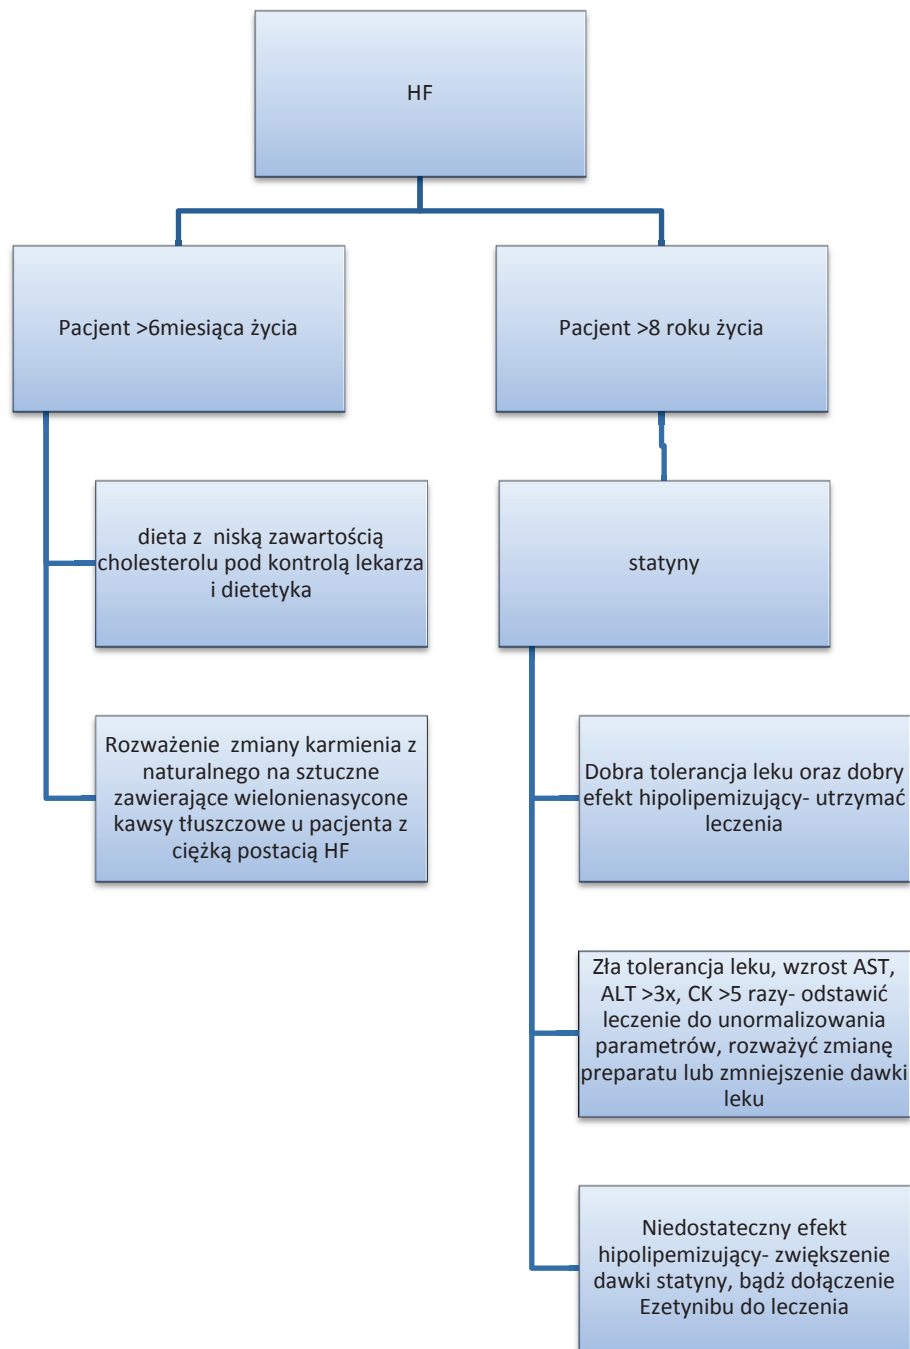 HF
Pacjent >6miesiąca życia
Pacjent >8 roku życia
dieta z niską zawartością
cholesterolu pod kontrolą lekarza
i dietetyka
statyny
Rozważenie zmiany karmienia z
naturalnego na sztuczne
zawierające wielonienasycone
kawsy tłuszczowe u pacjenta z
ciężką postacią HF
Dobra tolerancja leku oraz dobry
efekt hipolipemizujący- utrzymać
leczenia
Zła tolerancja leku, wzrost AST,
ALT >3x, CK >5 razy- odstawić
leczenie do unormalizowania
parametrów, rozważyć zmianę
preparatu lub zmniejszenie dawki
leku
Niedostateczny efekt
hipolipemizujący- zwiększenie
dawki statyny, bądż dołączenie
Ezetynibu do leczenia